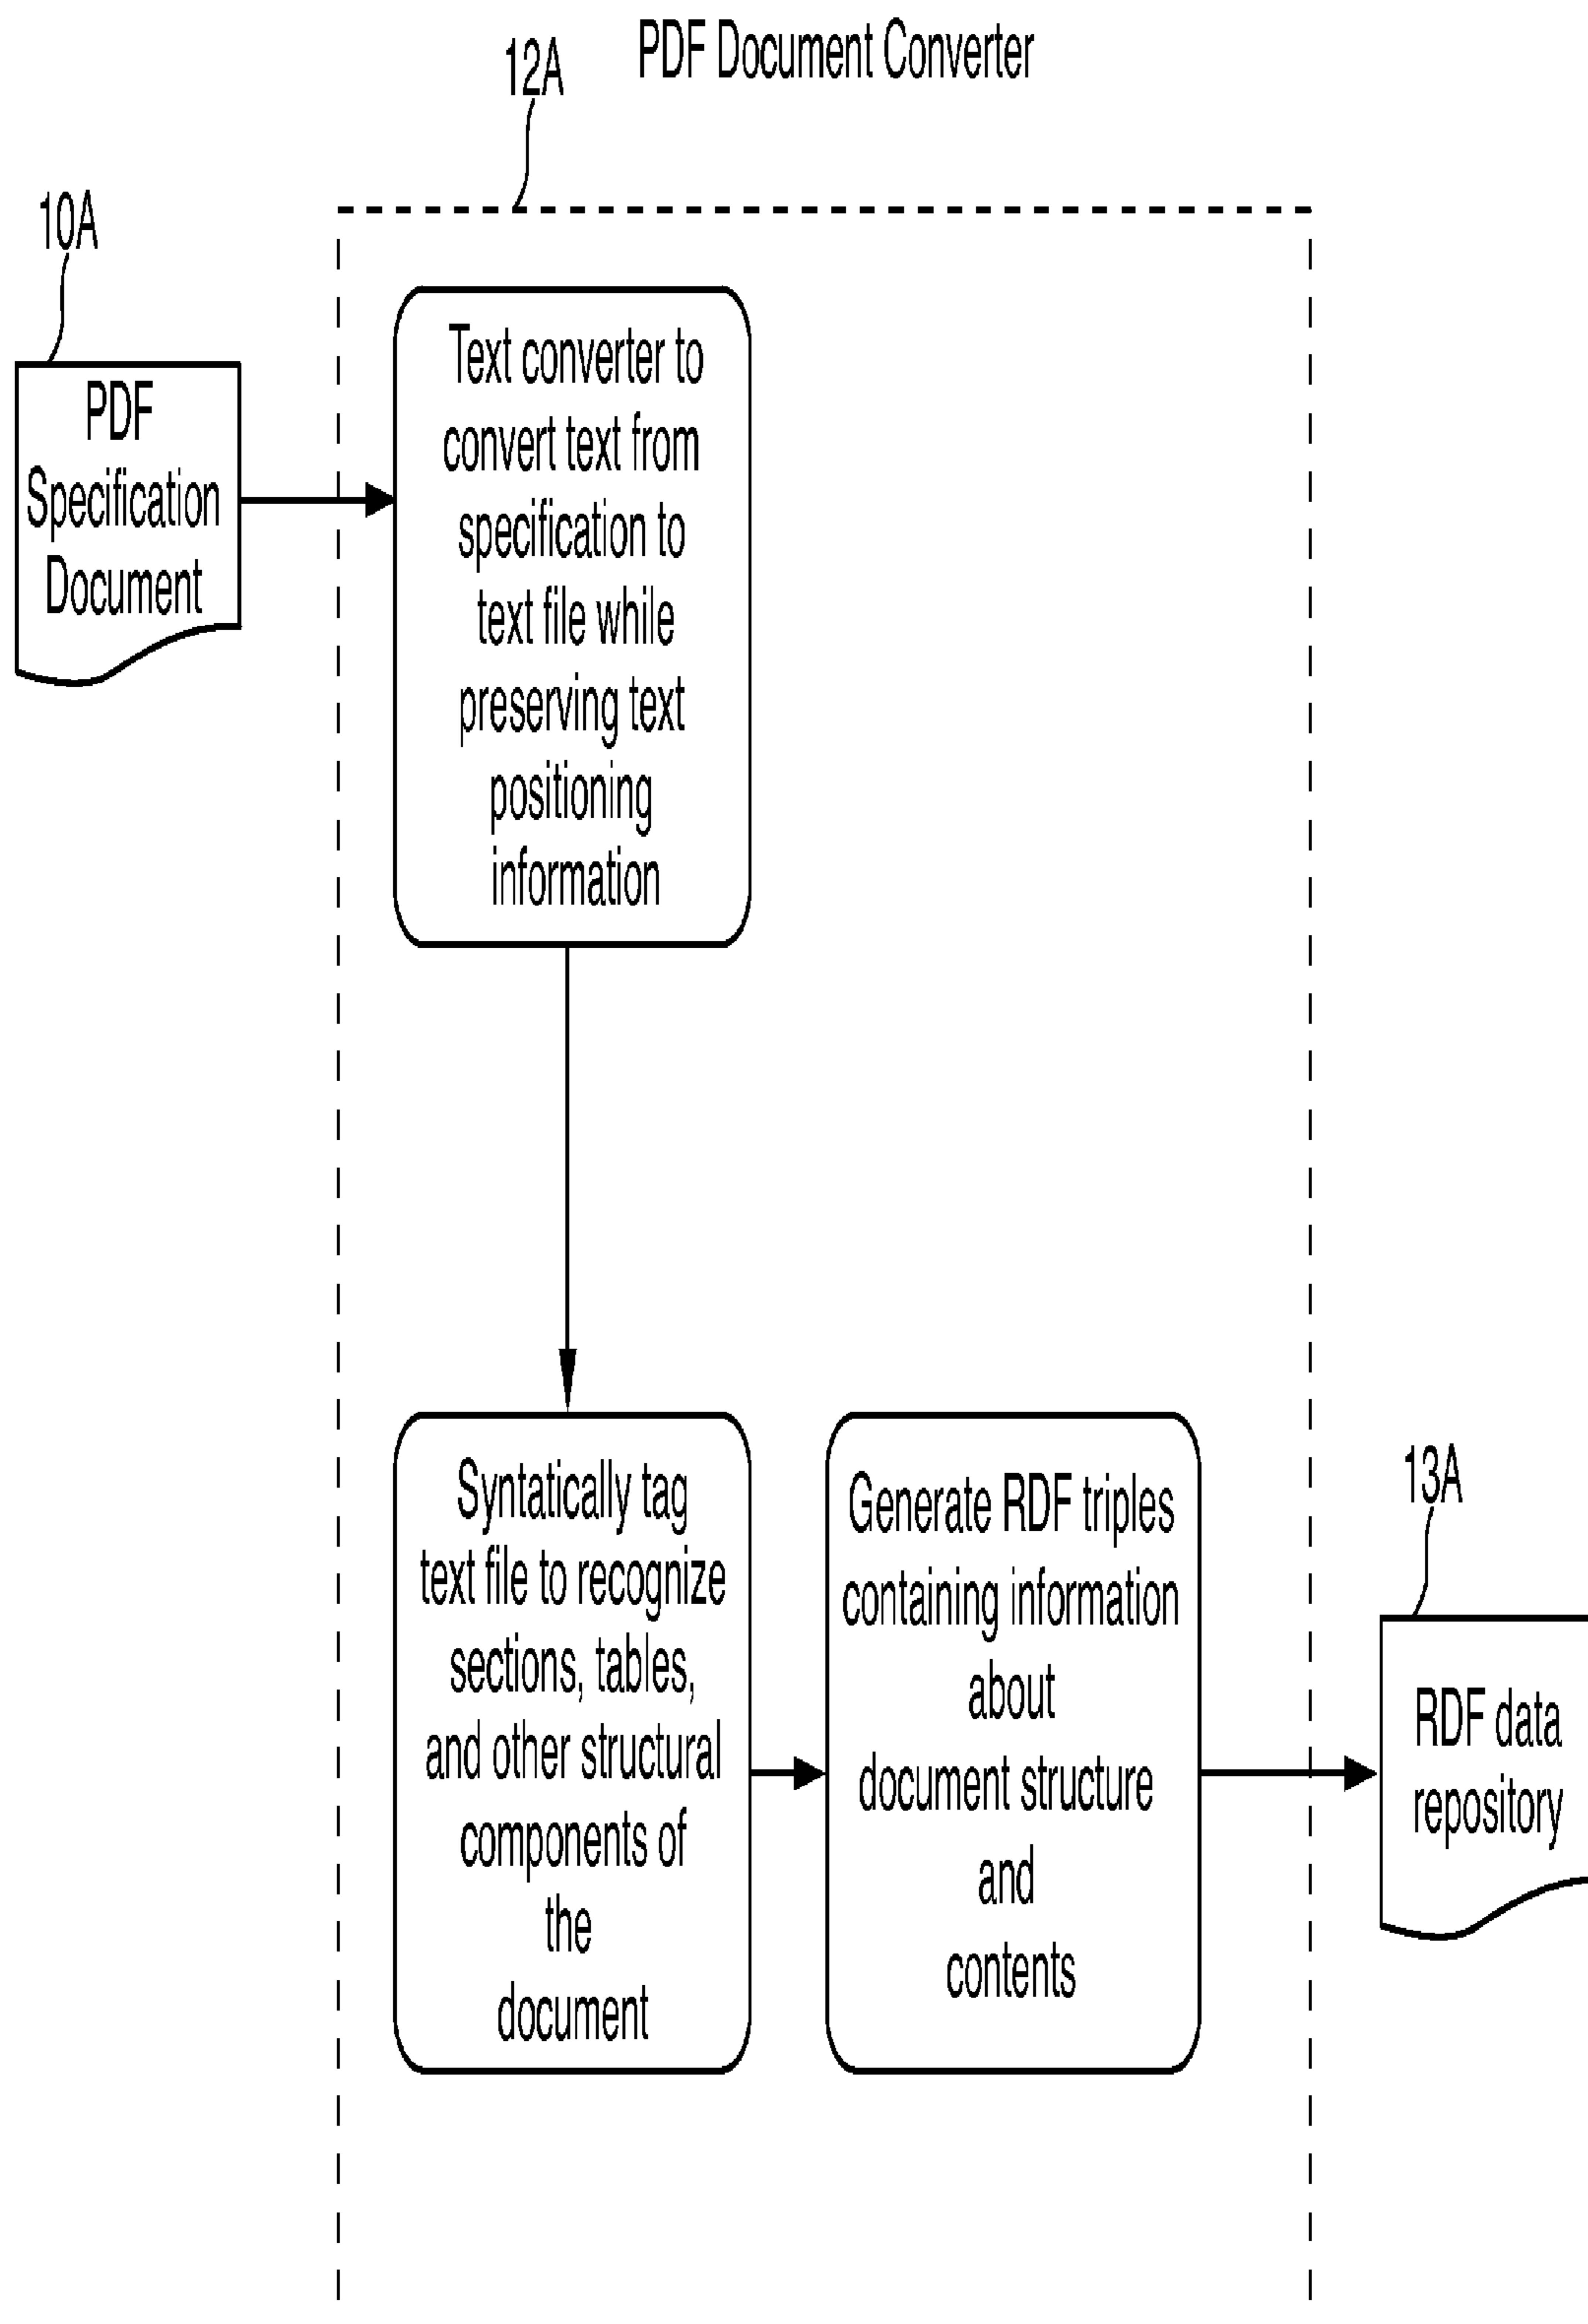 PDF Document Converter
12A
10A
PDF
Specification
Document
Text converter to
convert text from
specification to
text file while
preserving text
positioning
information
Syntatically tag
text file to recognize
sections, tables,
and other structural
components of
the
document
Generate RDF triples
containing information
about
document structure
and
contents
13A
RDF data
repository